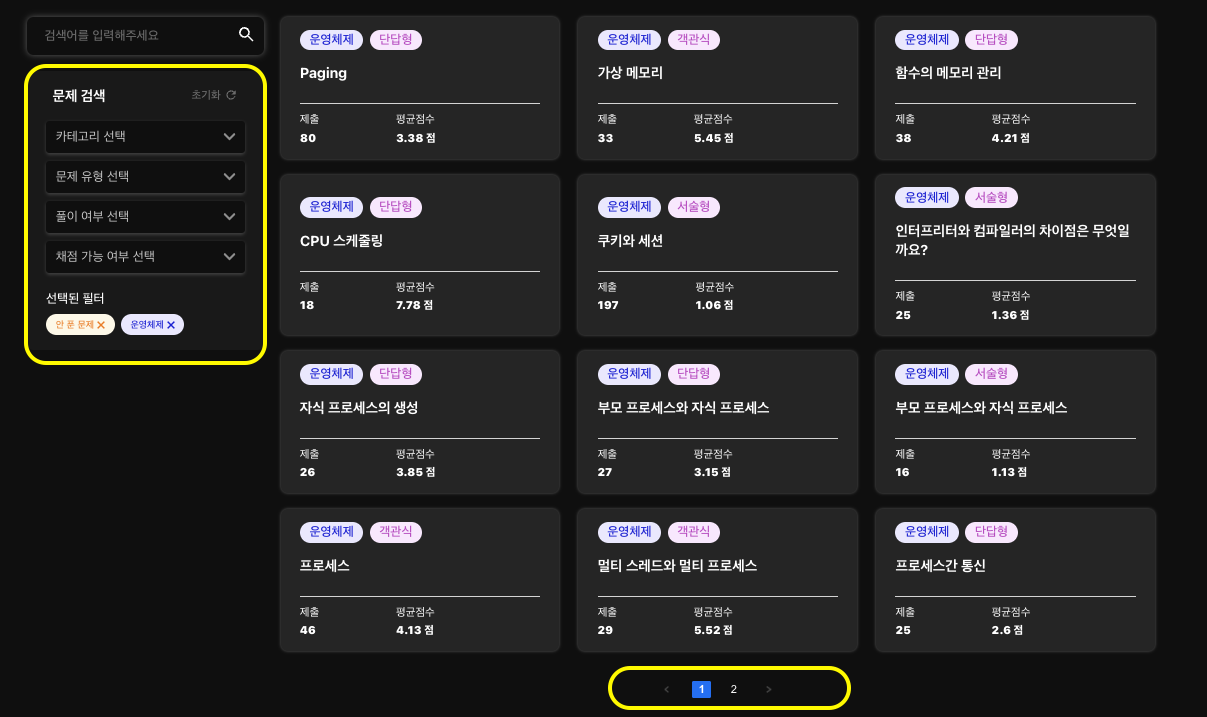 검색어를 입력해주세요
문제 검색
초기화
카테고리 선택
문제 유형 선택
풀이 여부 선택
채점 가능 여부 선택
선택된 필터
안 푼 문제 ×
운영체제 ×
운영체제 단답형
Paging
제출 평균점수
80 3.38 점
운영체제 객관식
가상 메모리
제출 평균점수
33 5.45 점
운영체제 단답형
함수의 메모리 관리
제출 평균점수
38 4.21 점
운영체제 단답형
CPU 스케줄링
제출 평균점수
18 7.78 점
운영체제 서술형
쿠키와 세션
제출 평균점수
197 1.06 점
운영체제 서술형
인터프리터와 컴파일러의 차이점은 무엇일
까요?
제출 평균점수
25 1.36 점
운영체제 단답형
자식 프로세스의 생성
제출 평균점수
26 3.85 점
운영체제 단답형
부모 프로세스와 자식 프로세스
제출 평균점수
27 3.15 점
운영체제 서술형
부모 프로세스와 자식 프로세스
제출 평균점수
16 1.13 점
운영체제 객관식
프로세스
제출 평균점수
46 4.13 점
운영체제 객관식
멀티 스레드와 멀티 프로세스
제출 평균점수
29 5.52 점
운영체제 단답형
프로세스간 통신
제출 평균점수
25 2.6 점
< 1 2 >